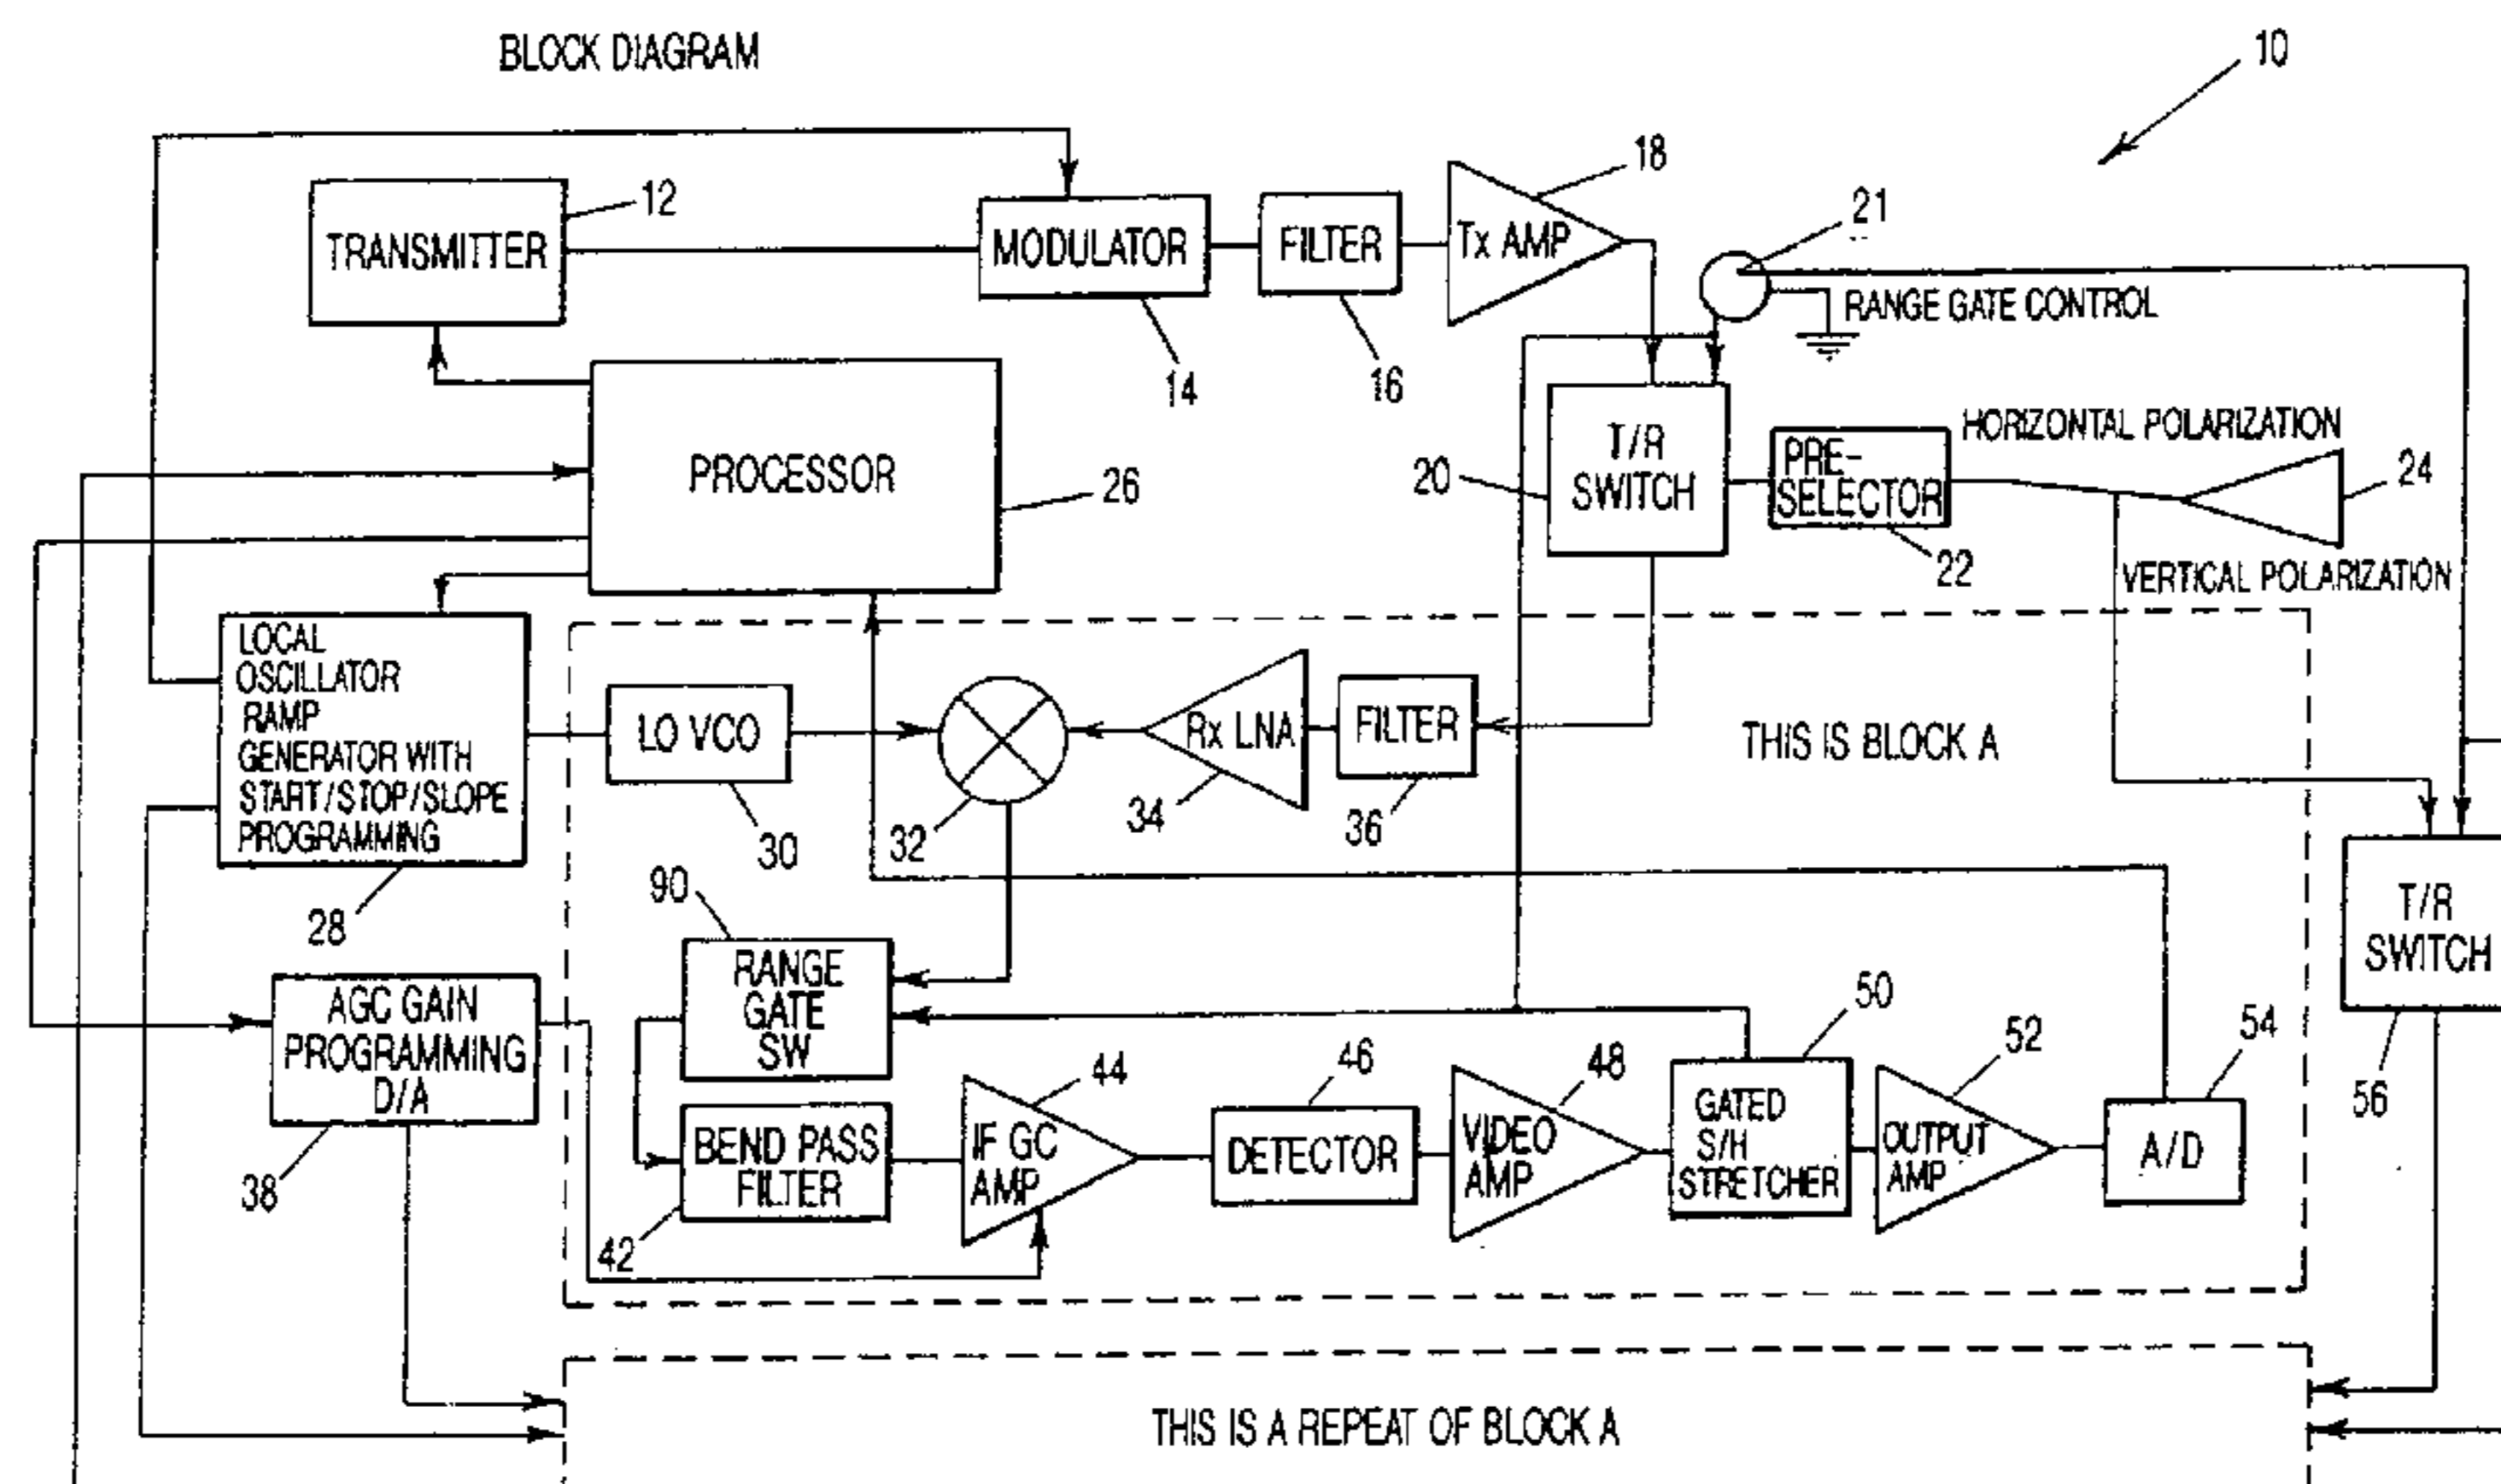 BLOCK DIAGRAM
10
TRANSMITTER
12
MODULATOR
14
FILTER
16
Tx AMP
18
21
RANGE GATE CONTROL
PROCESSOR
26
T/R
SWITCH
20
PRE-
SELECTOR
22
HORIZONTAL POLARIZATION
24
VERTICAL POLARIZATION
LOCAL
OSCILLATOR
RAMP
GENERATOR WITH
START/STOP/SLOPE
PROGRAMMING
28
LO VCO
30
32
Rx LNA
34
FILTER
36
THIS IS BLOCK A
T/R
SWITCH
56
90
RANGE
GATE
SW
AGC GAIN
PROGRAMMING
D/A
38
BEND PASS
FILTER
42
IF GC
AMP
44
DETECTOR
46
VIDEO
AMP
48
GATED
S/H
STRETCHER
50
OUTPUT
AMP
52
A/D
54
THIS IS A REPEAT OF BLOCK A